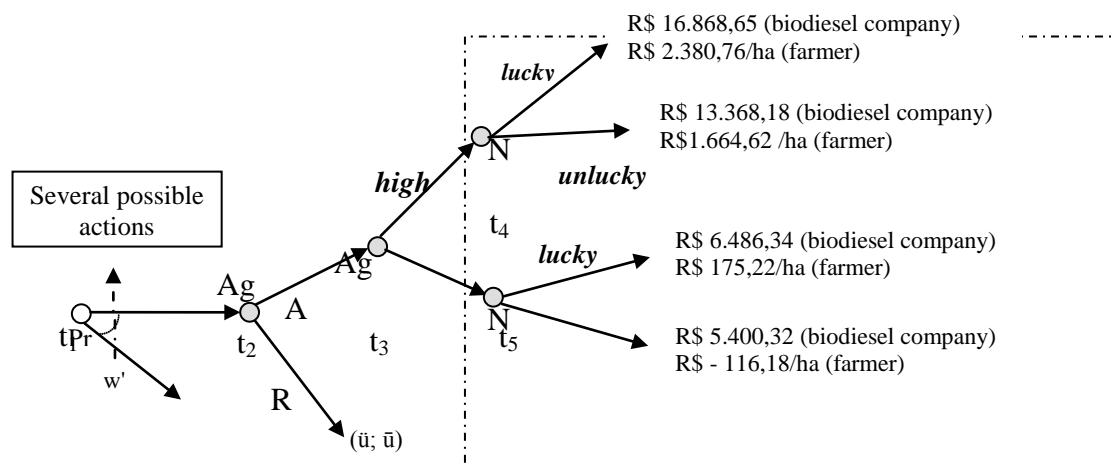 R$ 16.868,65 (biodiesel company)
R$ 2.380,76/ha (farmer)
lucky
R$ 13.368,18 (biodiesel company)
R$1.664,62 /ha (farmer)
N
high
unlucky
Several possible
actions
t4
R$ 6.486,34 (biodiesel company)
R$ 175,22/ha (farmer)
lucky
Ag
Ag
A
N
tPr
t2
t3
t5
R$ 5.400,32 (biodiesel company)
R$ - 116,18/ha (farmer)
w'
R
(ü; ū)